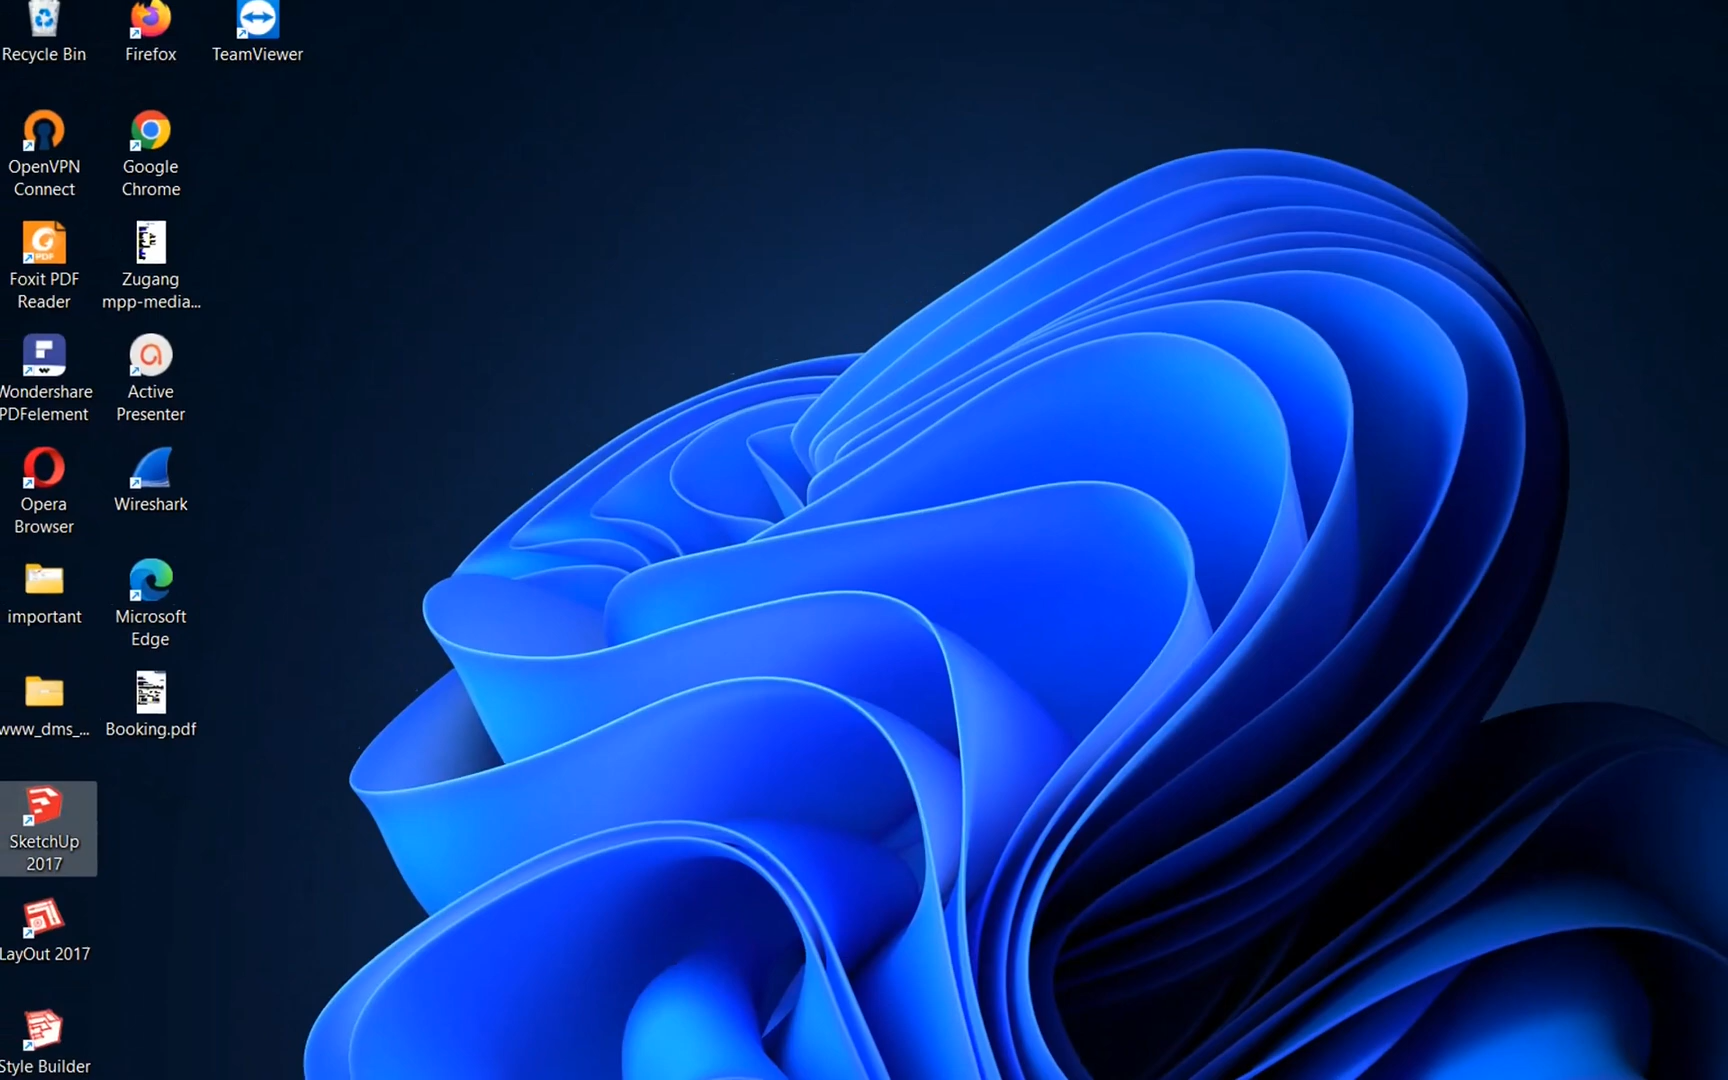 Recycle Bin
Firefox
TeamViewer
OpenVPN
Connect
Google
Chrome
Foxit PDF
Reader
Zugang
mpp-media...
Wondershare
PDFelement
Active
Presenter
Opera
Browser
Wireshark
important
Microsoft
Edge
www_dms_...
Booking.pdf
SketchUp
2017
LayOut 2017
Style Builder